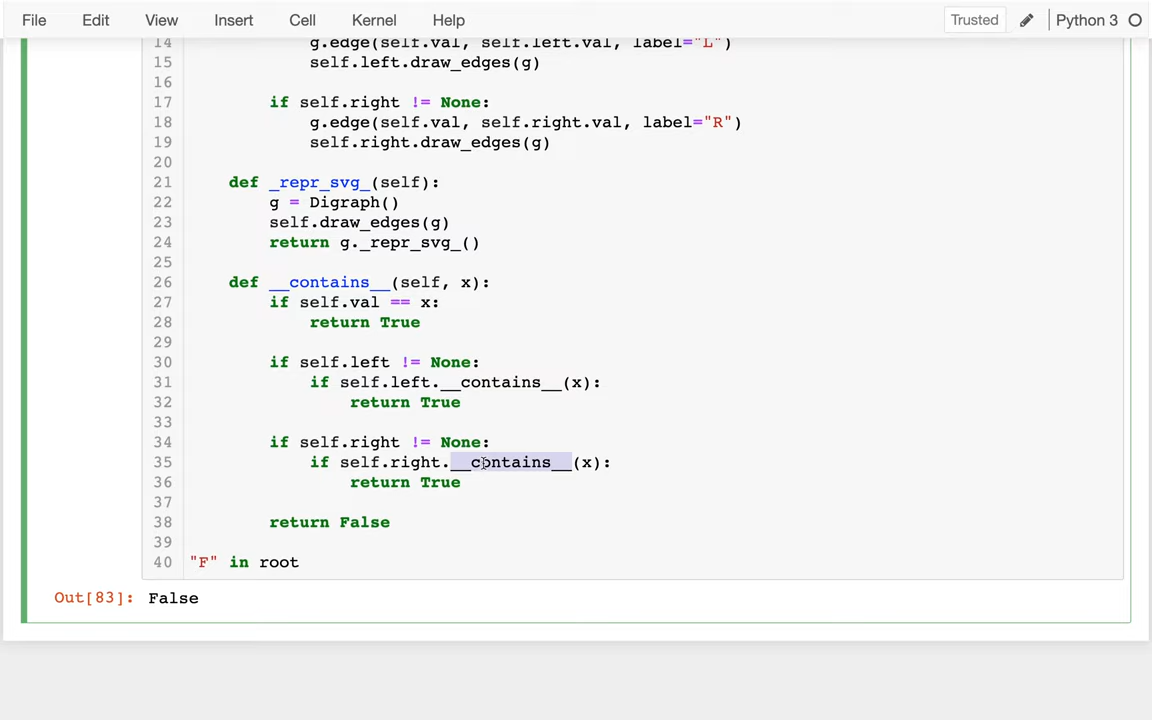 File Edit View Insert Cell Kernel Help Trusted Python 3
14 g.edge(self.val, self.left.val, label="L")
15 self.left.draw_edges(g)
16
17 if self.right != None:
18 g.edge(self.val, self.right.val, label="R")
19 self.right.draw_edges(g)
20
21 def _repr_svg_(self):
22 g = Digraph()
23 self.draw_edges(g)
24 return g._repr_svg_()
25
26 def __contains__(self, x):
27 if self.val == x:
28 return True
29
30 if self.left != None:
31 if self.left.__contains__(x):
32 return True
33
34 if self.right != None:
35 if self.right.__contains__(x):
36 return True
37
38 return False
39
40 "F" in root
Out[83]: False